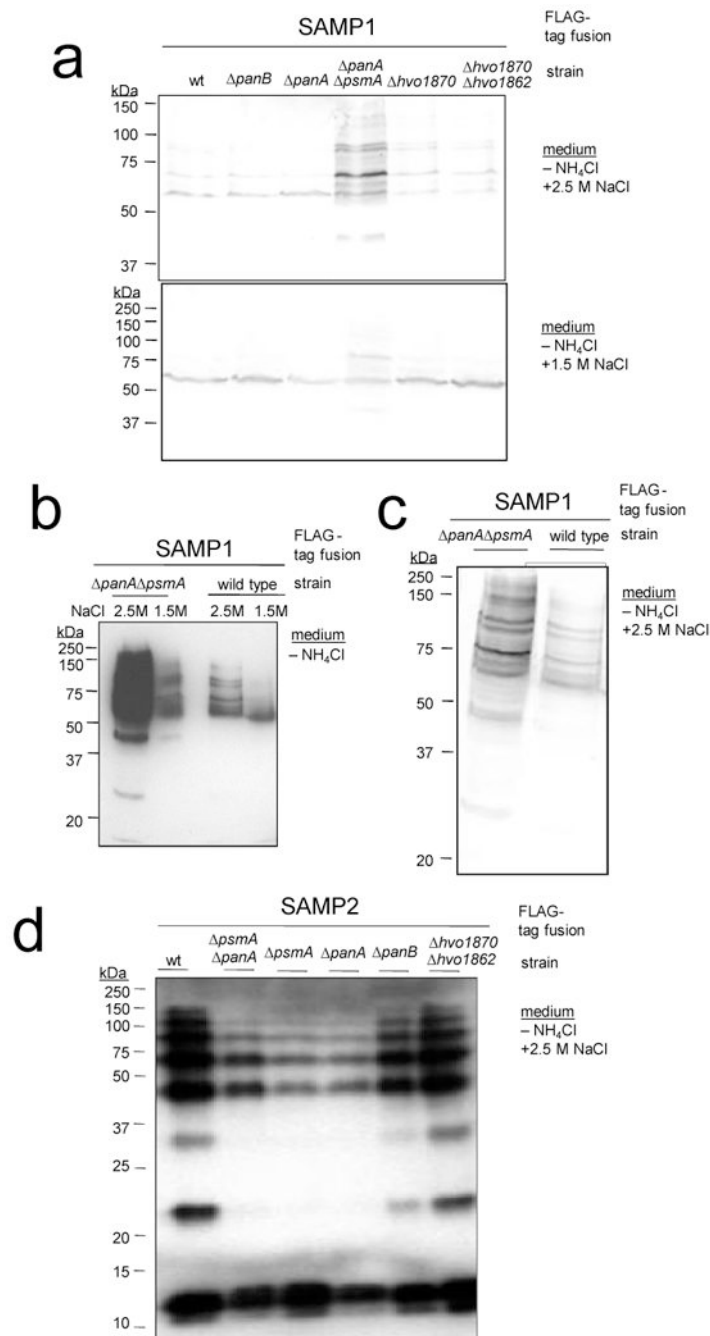 a
SAMP1
FLAG-
tag fusion
wt ΔpanB ΔpanA ΔpanA ΔpsmA Δhvo1870 Δhvo1870 Δhvo1862
strain
kDa
150
100
75
50
37
medium
– NH₄Cl
+2.5 M NaCl
kDa
250
150
100
75
50
37
medium
– NH₄Cl
+1.5 M NaCl
b
SAMP1
FLAG-
tag fusion
ΔpanAΔpsmA wild type
strain
NaCl 2.5M 1.5M 2.5M 1.5M
kDa
250
150
75
50
37
20
medium
– NH₄Cl
c
SAMP1
FLAG-
tag fusion
ΔpanAΔpsmA wild type
strain
kDa
250
150
75
50
37
20
medium
– NH₄Cl
+2.5 M NaCl
d
SAMP2
FLAG-
tag fusion
wt ΔpsmA ΔpanA ΔpsmA ΔpanA ΔpanB Δhvo1870 Δhvo1862
strain
kDa
250
150
100
75
50
37
25
20
15
10
medium
– NH₄Cl
+2.5 M NaCl